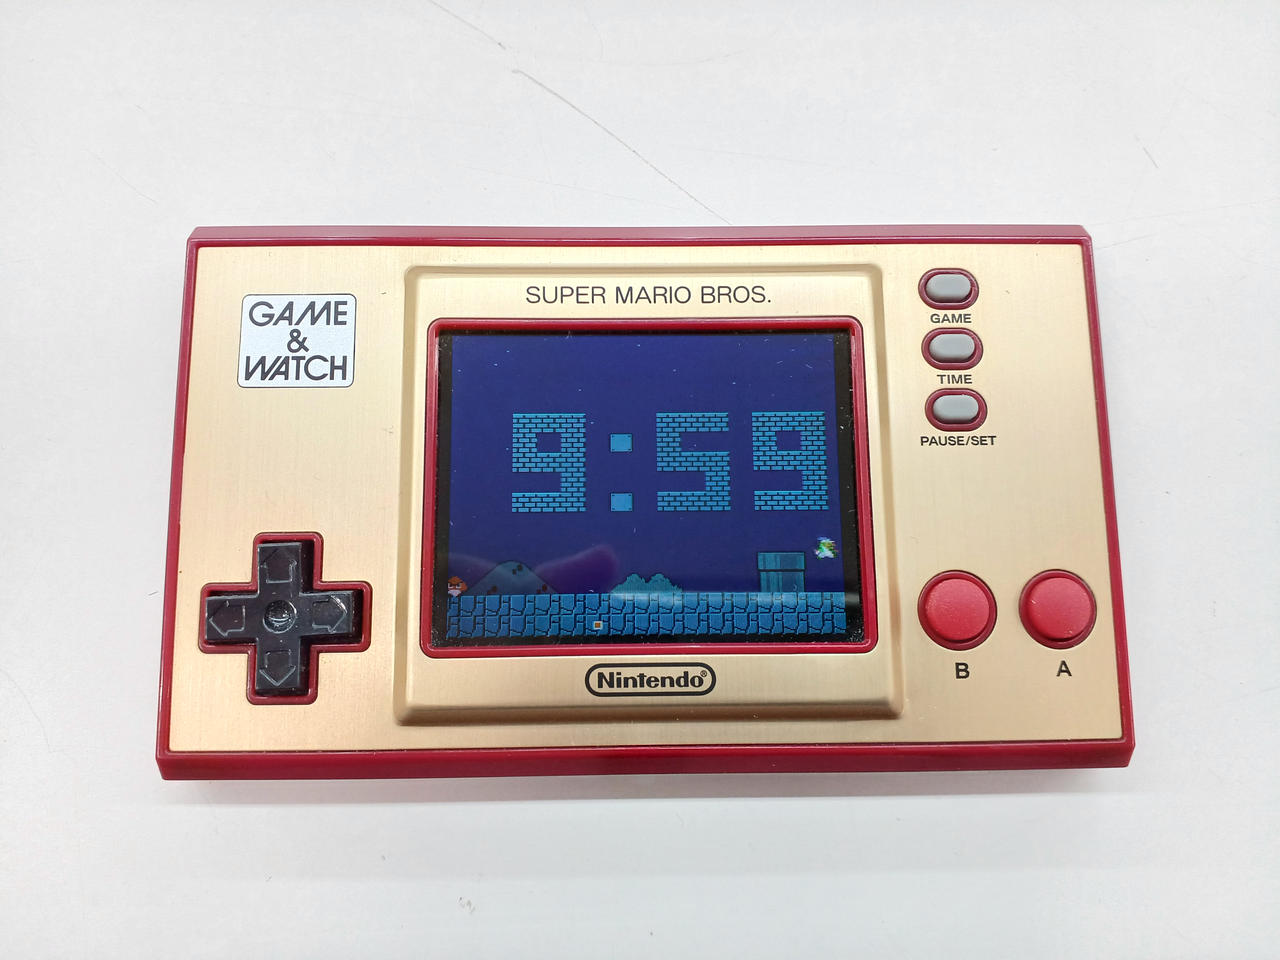 GAME
&
WATCH
SUPER MARIO BROS.
9:59
Nintendo®
GAME
TIME
PAUSE/SET
B
A